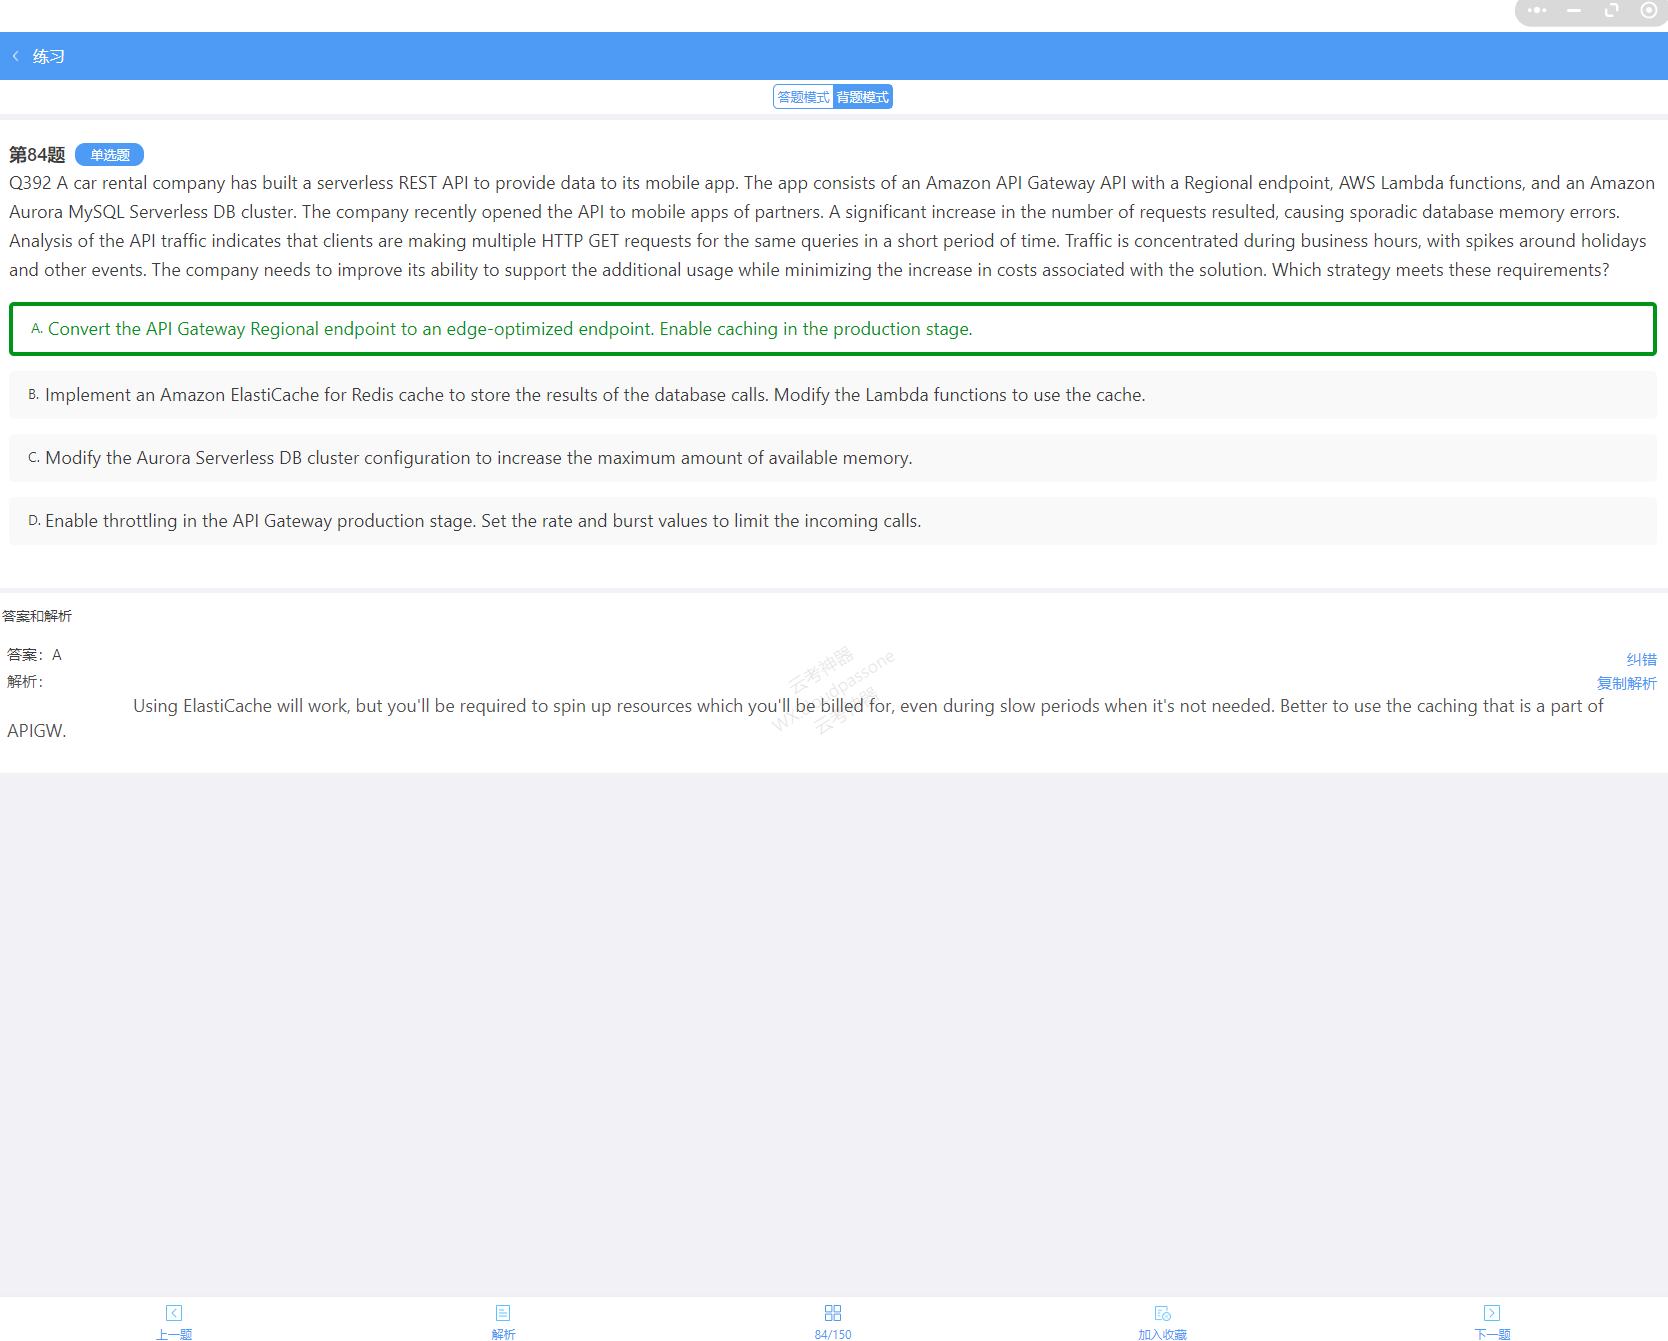 练习
答题模式 背题模式
第84题 单选题
Q392 A car rental company has built a serverless REST API to provide data to its mobile app. The app consists of an Amazon API Gateway API with a Regional endpoint, AWS Lambda functions, and an Amazon
Aurora MySQL Serverless DB cluster. The company recently opened the API to mobile apps of partners. A significant increase in the number of requests resulted, causing sporadic database memory errors.
Analysis of the API traffic indicates that clients are making multiple HTTP GET requests for the same queries in a short period of time. Traffic is concentrated during business hours, with spikes around holidays
and other events. The company needs to improve its ability to support the additional usage while minimizing the increase in costs associated with the solution. Which strategy meets these requirements?
A. Convert the API Gateway Regional endpoint to an edge-optimized endpoint. Enable caching in the production stage.
B. Implement an Amazon ElastiCache for Redis cache to store the results of the database calls. Modify the Lambda functions to use the cache.
C. Modify the Aurora Serverless DB cluster configuration to increase the maximum amount of available memory.
D. Enable throttling in the API Gateway production stage. Set the rate and burst values to limit the incoming calls.
答案和解析
答案：A
纠错
解析：
复制解析
Using ElastiCache will work, but you'll be required to spin up resources which you'll be billed for, even during slow periods when it's not needed. Better to use the caching that is a part of
APIGW.
云考神器
云考神器
上一题 解析 84/150 加入收藏 下一题